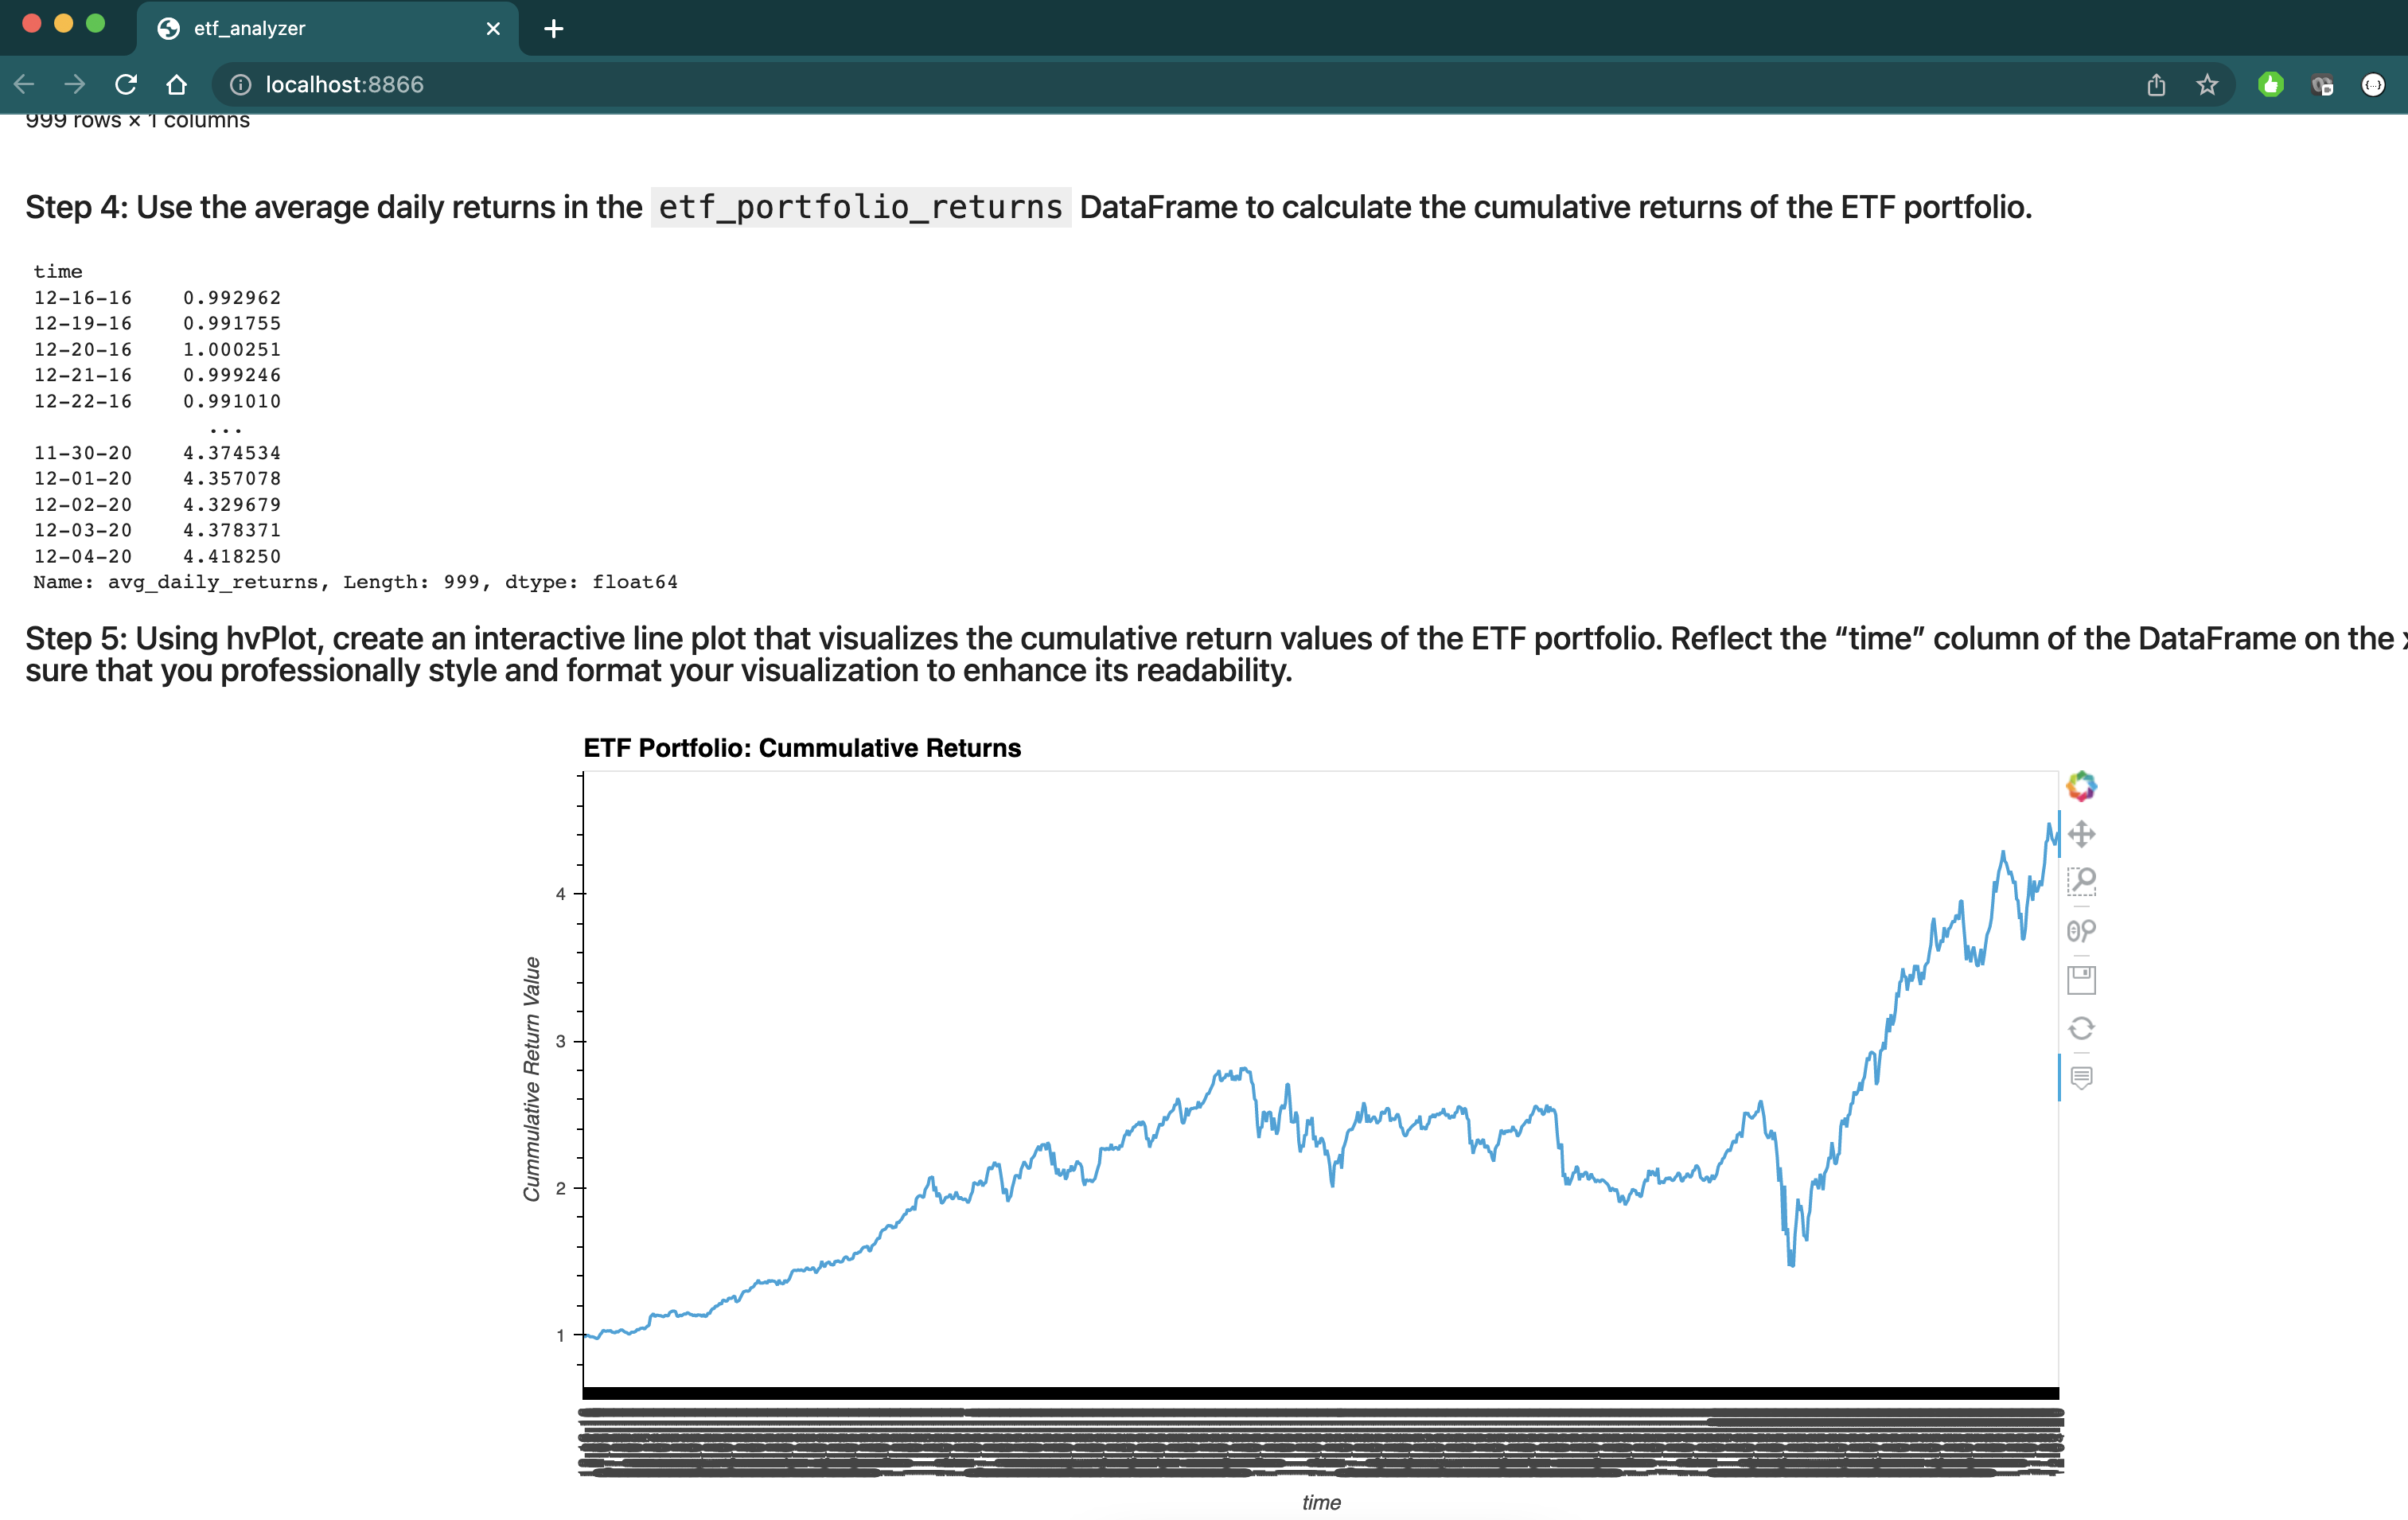 etf_analyzer
localhost:8866
999 rows × 1 columns
Step 4: Use the average daily returns in the etf_portfolio_returns DataFrame to calculate the cumulative returns of the ETF portfolio.
time
12-16-16 0.992962
12-19-16 0.991755
12-20-16 1.000251
12-21-16 0.999246
12-22-16 0.991010
...
11-30-20 4.374534
12-01-20 4.357078
12-02-20 4.329679
12-03-20 4.378371
12-04-20 4.418250
Name: avg_daily_returns, Length: 999, dtype: float64
Step 5: Using hvPlot, create an interactive line plot that visualizes the cumulative return values of the ETF portfolio. Reflect the “time” column of the DataFrame on the
sure that you professionally style and format your visualization to enhance its readability.
ETF Portfolio: Cummulative Returns
4
3
2
1
Cummulative Return Value
time